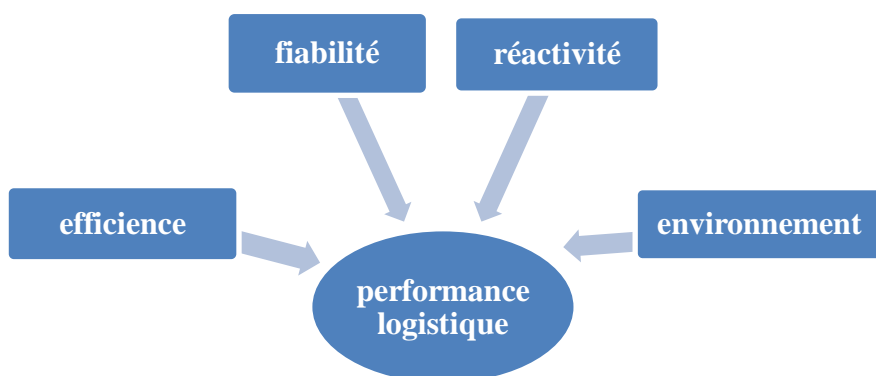 fiabilité
réactivité
efficience
environnement
performance
logistique